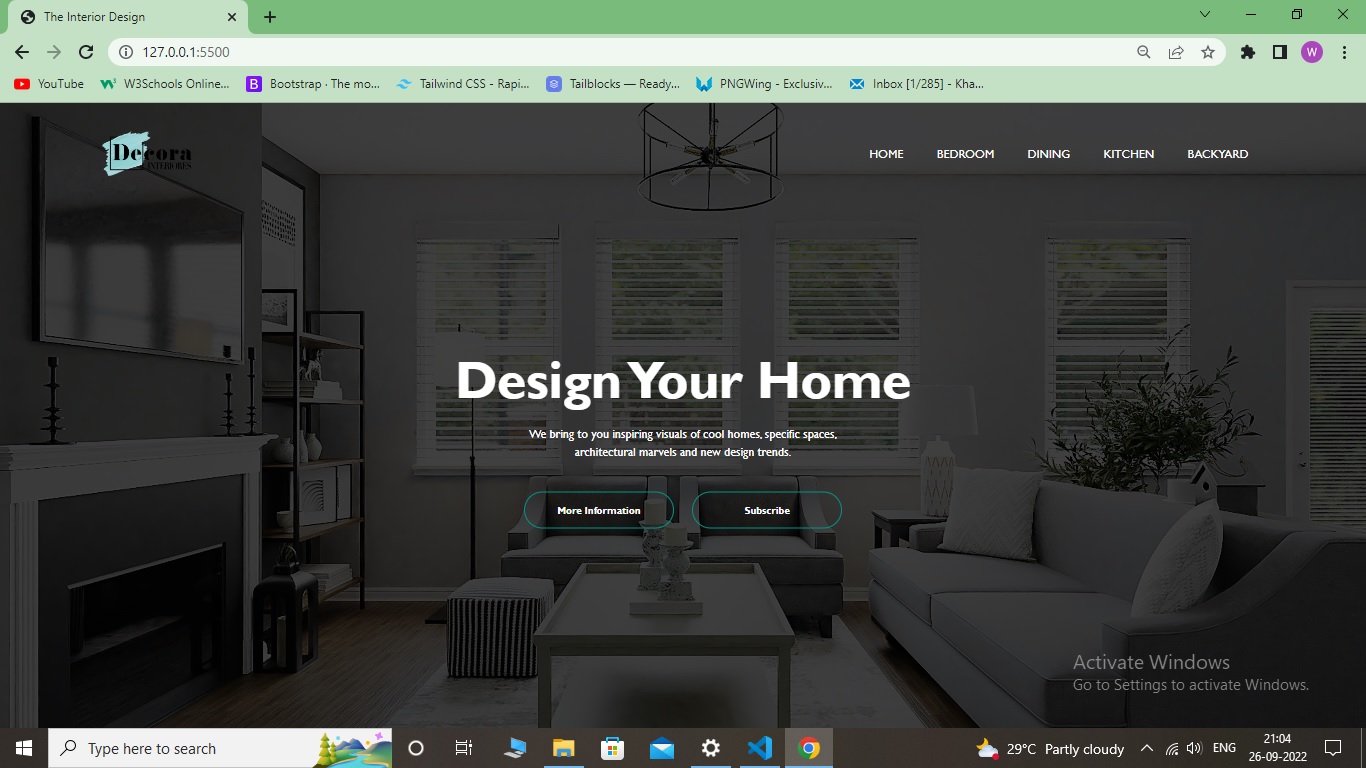 The Interior Design
127.0.0.1:5500
W
YouTube
W3Schools Online...
Bootstrap · The mo...
Tailwind CSS - Rapi...
Tailblocks — Ready...
PNGWing - Exclusiv...
Inbox [1/285] - Kha...
Decora
INTERIORES
HOME BEDROOM DINING KITCHEN BACKYARD
Design Your Home
We bring to you inspiring visuals of cool homes, specific spaces,
architectural marvels and new design trends.
More Information
Subscribe
Activate Windows
Go to Settings to activate Windows.
Type here to search
29°C Partly cloudy
ENG
21:04
26-09-2022